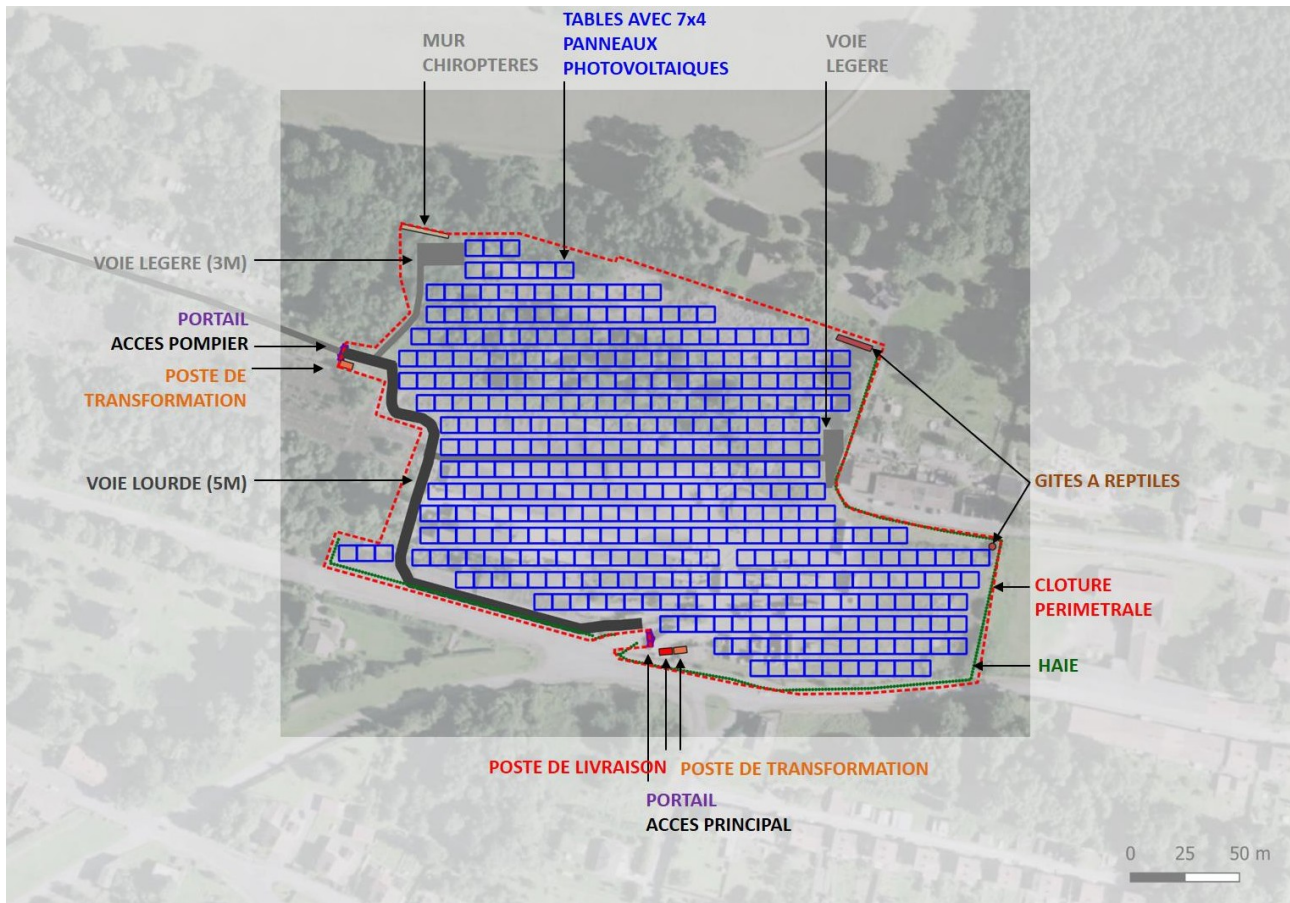 MUR
CHIROPTERES
TABLES AVEC 7x4
PANNEAUX
PHOTOVOLTAIQUES
VOIE
LEGERE
VOIE LEGERE (3M)
PORTAIL
ACCES POMPIER
POSTE DE
TRANSFORMATION
VOIE LOURDE (5M)
GITES A REPTILES
CLOTURE
PERIMETRALE
HAIE
POSTE DE LIVRAISON
POSTE DE TRANSFORMATION
PORTAIL
ACCES PRINCIPAL
0 25 50 m